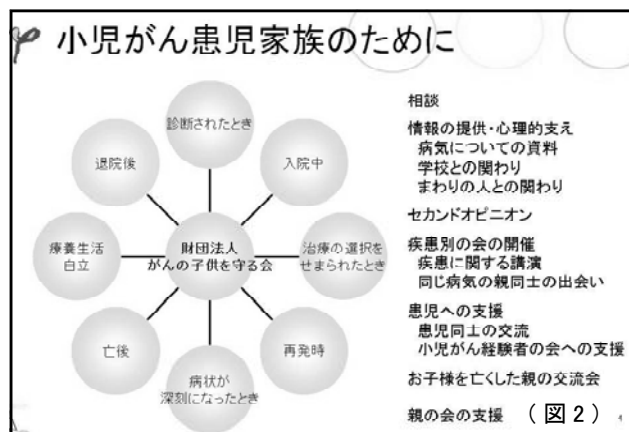 小児がん患児家族のために
診断されたとき
入院中
治療の選択を
せまられたとき
再発時
病状が
深刻になったとき
亡後
療養生活
自立
退院後
財団法人
がんの子供を守る会
相談
情報の提供・心理的支え
病気についての資料
学校との関わり
まわりの人との関わり
セカンドオピニオン
疾患別の会の開催
疾患に関する講演
同じ病気の親同士の出会い
患児への支援
患児同士の交流
小児がん経験者の会への支援
お子様を亡くした親の交流会
親の会の支援
（図２）
4